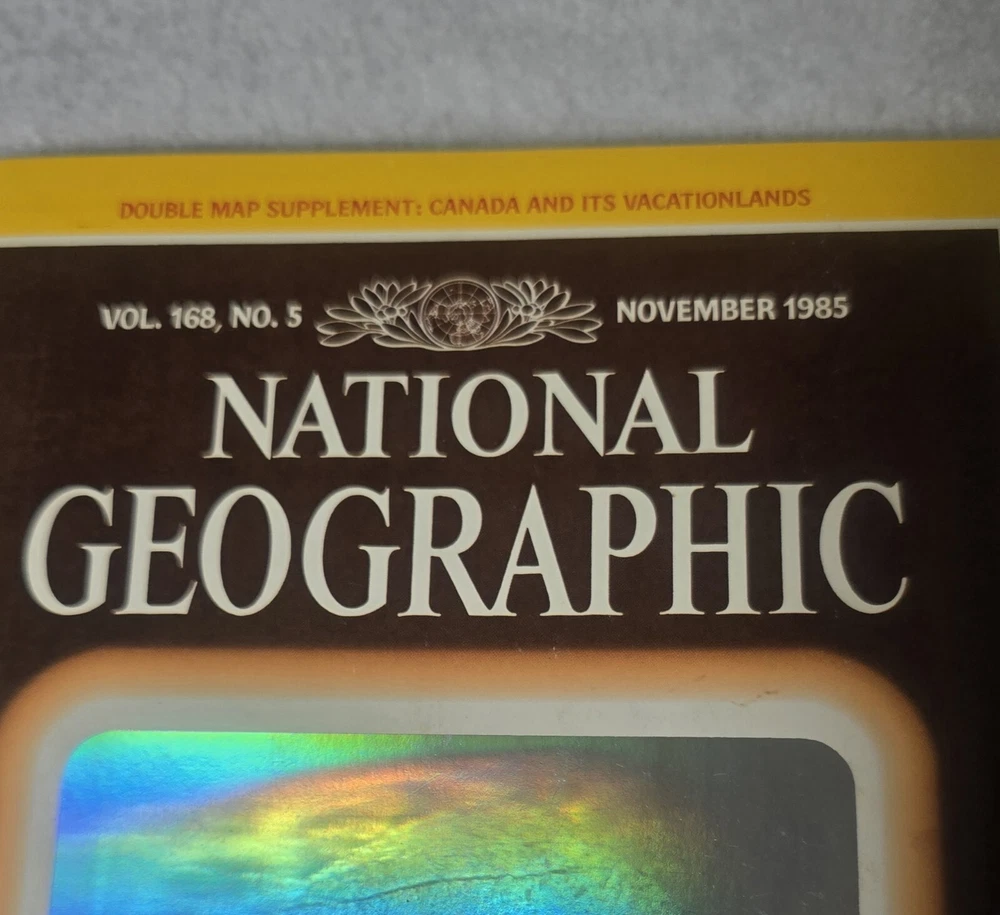 DOUBLE MAP SUPPLEMENT: CANADA AND ITS VACATIONLANDS
VOL. 168, NO. 5 NOVEMBER 1985
NATIONAL
GEOGRAPHIC